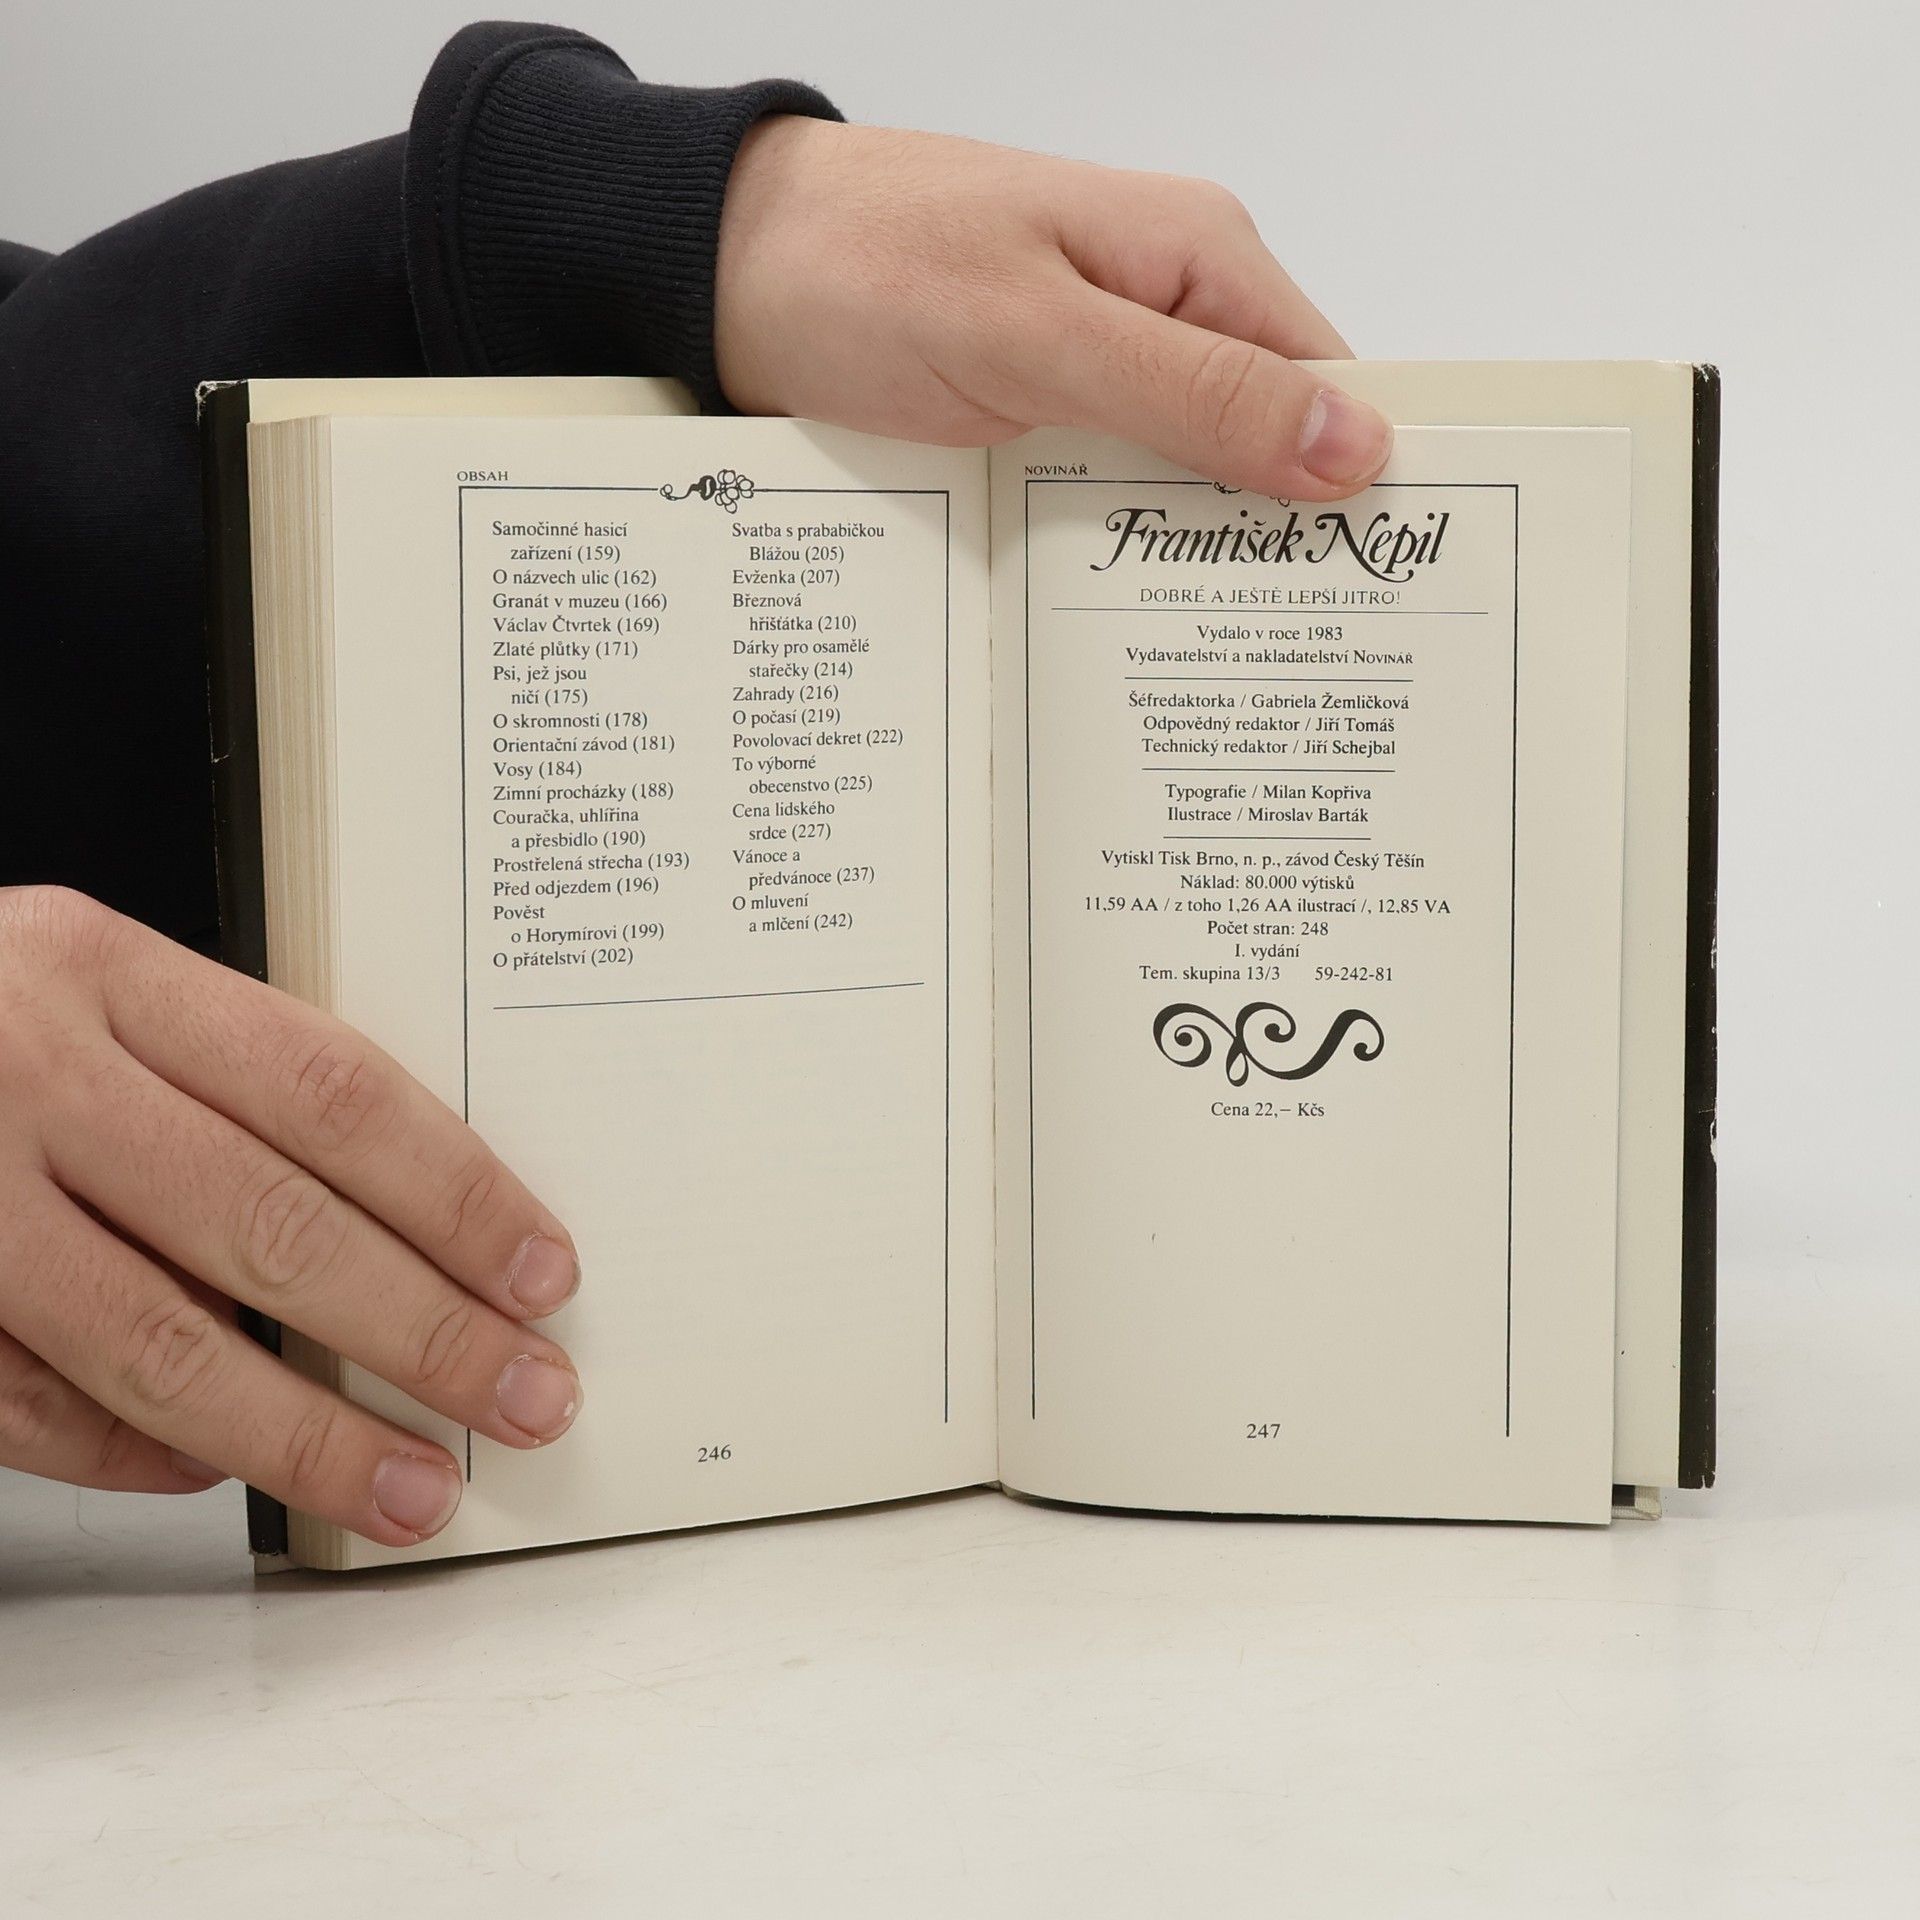 OBSAH
Samočinné hasicí
zařízení (159)
O názvech ulic (162)
Granát v muzeu (166)
Václav Čtvrtek (169)
Zlaté plůtky (171)
Psi, jež jsou
ničí (175)
O skromnosti (178)
Orientační závod (181)
Vosy (184)
Zimní procházky (188)
Couračka, uhlířina
a přesbidlo (190)
Prostřelená střecha (193)
Před odjezdem (196)
Pověst
o Horymírovi (199)
O přátelství (202)
Svatba s prababičkou
Blážou (205)
Evženka (207)
Březnová
hřišťátka (210)
Dárky pro osamělé
stařečky (214)
Zahrady (216)
O počasí (219)
Povolovací dekret (222)
To výborné
obecenstvo (225)
Cena lidského
srdce (227)
Vánoce a
předvánoce (237)
O mluvení
a mlčení (242)
246
NOVINÁŘ
František Nepil
DOBRÉ A JEŠTĚ LEPŠÍ JITRO!
Vydalo v roce 1983
Vydavatelství a nakladatelství NOVINÁŘ
Šéfredaktorka / Gabriela Žemličková
Odpovědný redaktor / Jiří Tomáš
Technický redaktor / Jiří Schejbal
Typografie / Milan Kopřiva
Ilustrace / Miroslav Barták
Vytiskl Tisk Brno, n. p., závod Český Těšín
Náklad: 80.000 výtisků
11,59 AA / z toho 1,26 AA ilustrací /, 12,85 VA
Počet stran: 248
I. vydání
Tem. skupina 13/3 59-242-81
Cena 22,– Kčs
247